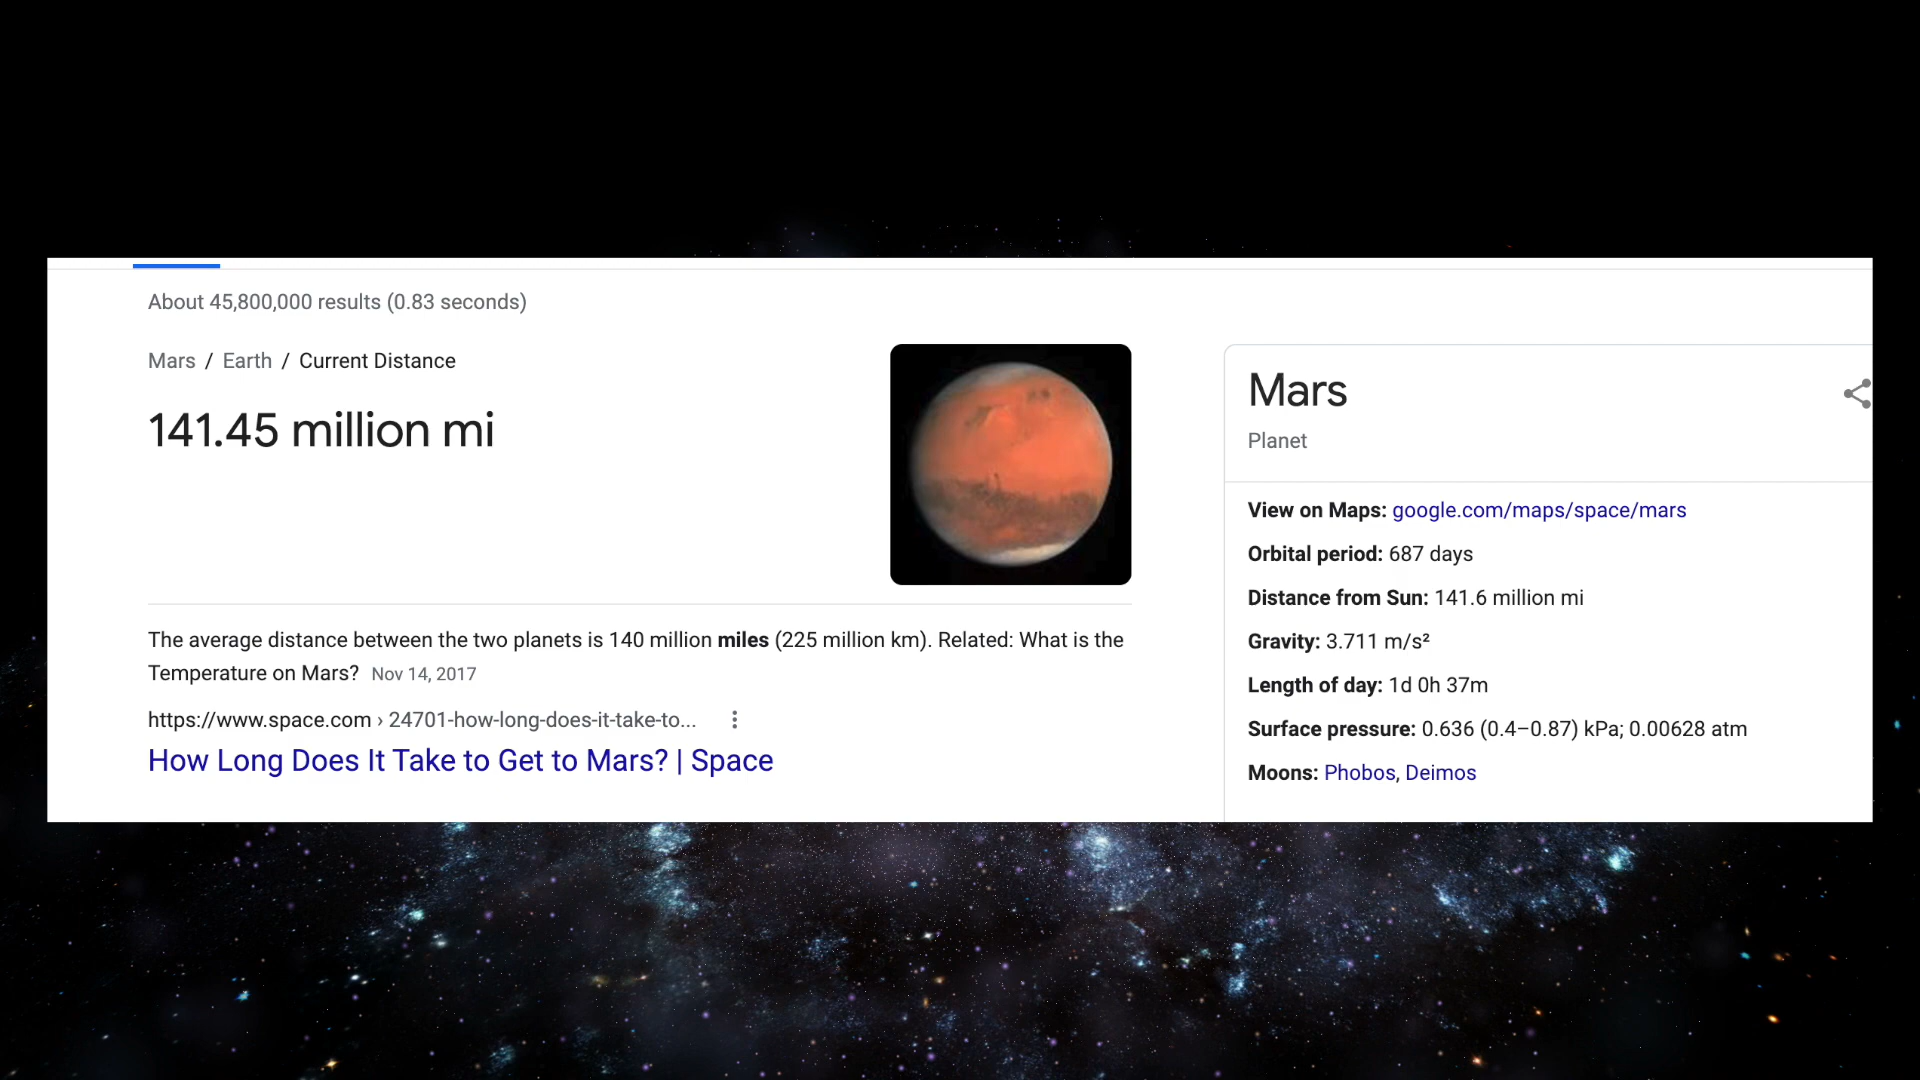 About 45,800,000 results (0.83 seconds)
Mars / Earth / Current Distance
141.45 million mi
The average distance between the two planets is 140 million miles (225 million km). Related: What is the
Temperature on Mars? Nov 14, 2017
https://www.space.com › 24701-how-long-does-it-take-to...
How Long Does It Take to Get to Mars? | Space
Mars
Planet
View on Maps: google.com/maps/space/mars
Orbital period: 687 days
Distance from Sun: 141.6 million mi
Gravity: 3.711 m/s²
Length of day: 1d 0h 37m
Surface pressure: 0.636 (0.4–0.87) kPa; 0.00628 atm
Moons: Phobos, Deimos